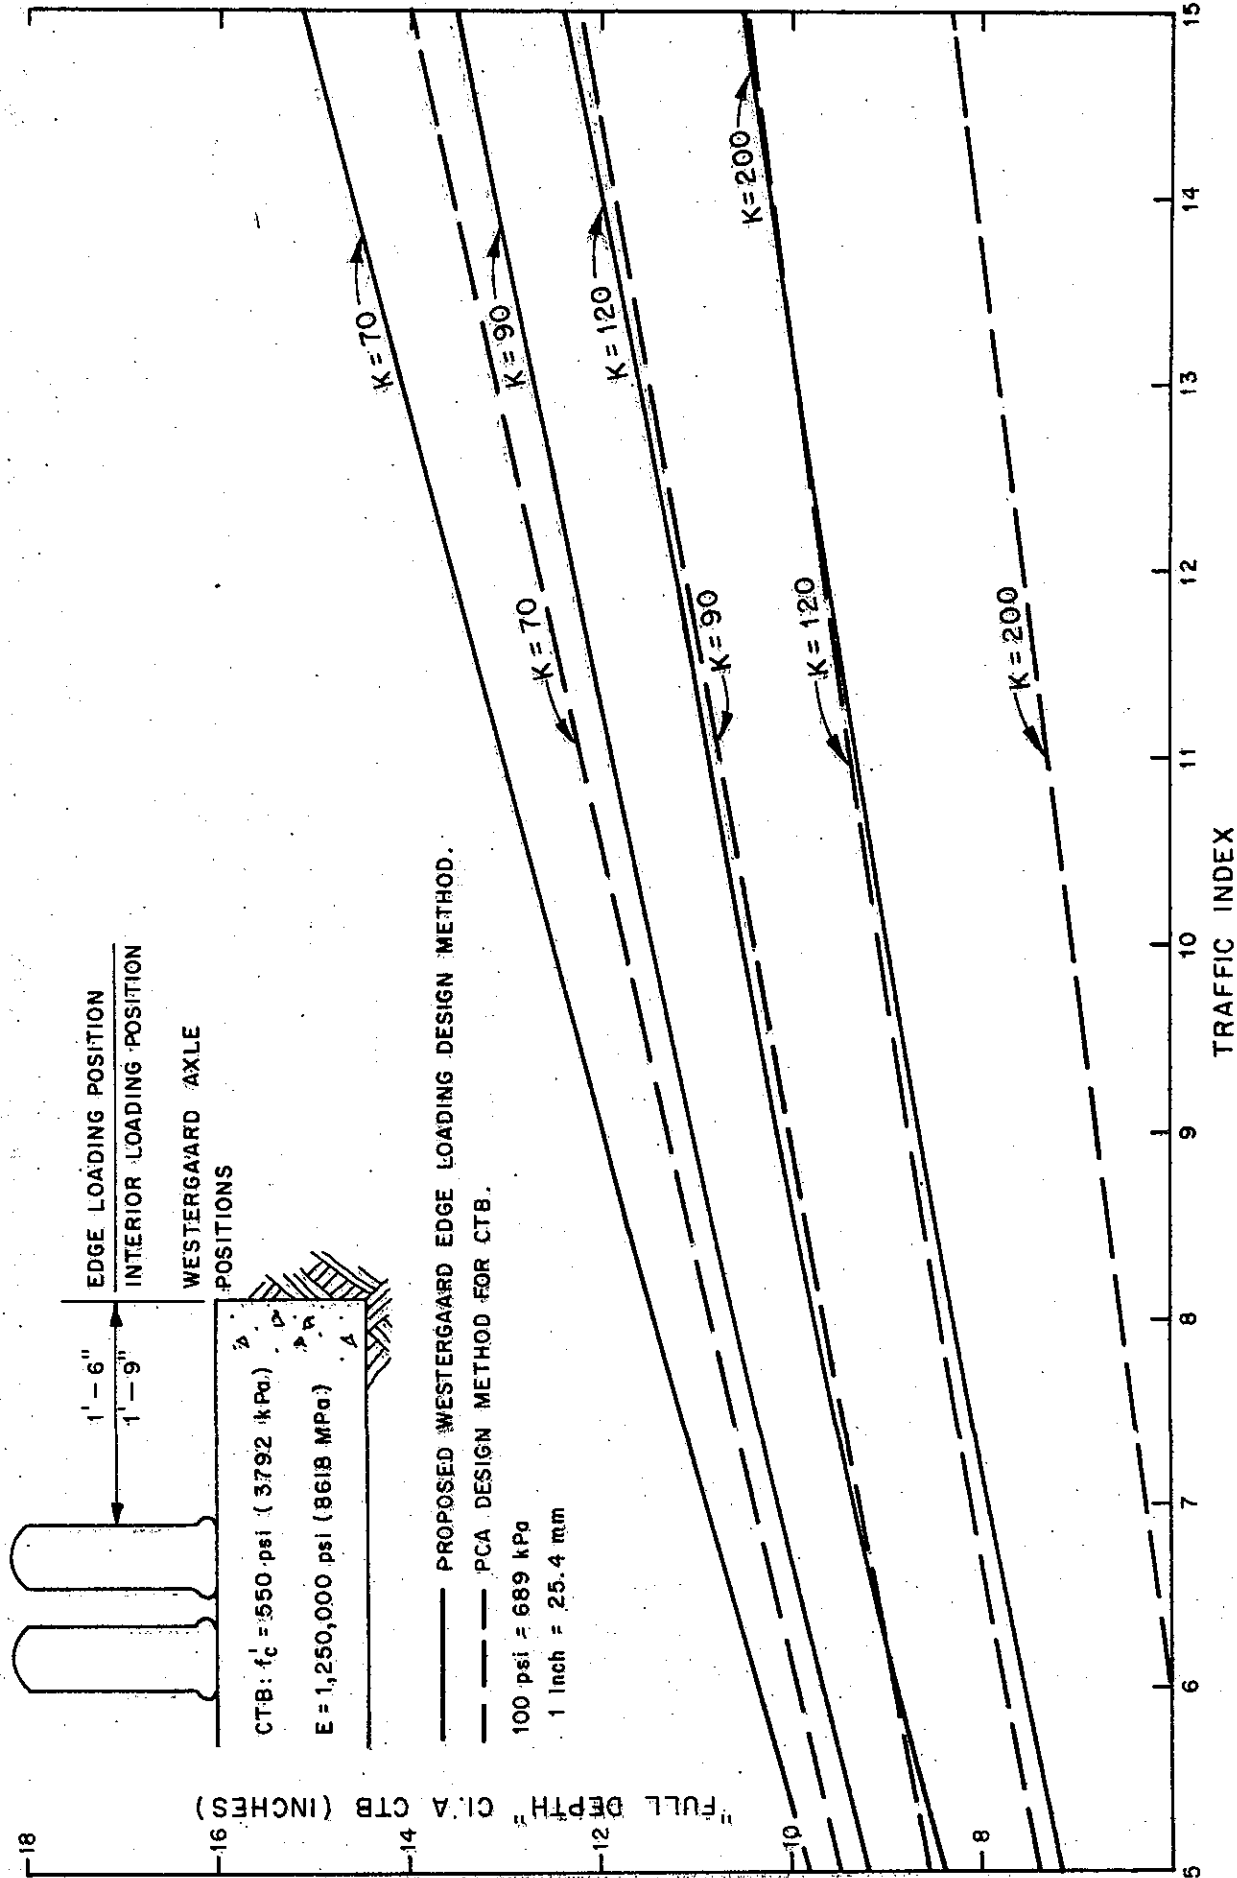 18
16
14
12
10
8
"FULL DEPTH" Cl. A CTB (INCHES)
1'-6"
1'-9"
EDGE LOADING POSITION
INTERIOR LOADING POSITION
WESTERGAARD AXLE
POSITIONS
CTB: f'c = 550 psi (3792 kPa)
E = 1,250,000 psi (8618 MPa)
PROPOSED WESTERGAARD EDGE LOADING DESIGN METHOD.
PCA DESIGN METHOD FOR CTB.
100 psi = 689 kPa
1 Inch = 25.4 mm
K = 70
K = 90
K = 120
K = 200
K = 70
K = 90
K = 120
K = 200
5
6
7
8
9
10
11
12
13
14
15
TRAFFIC INDEX